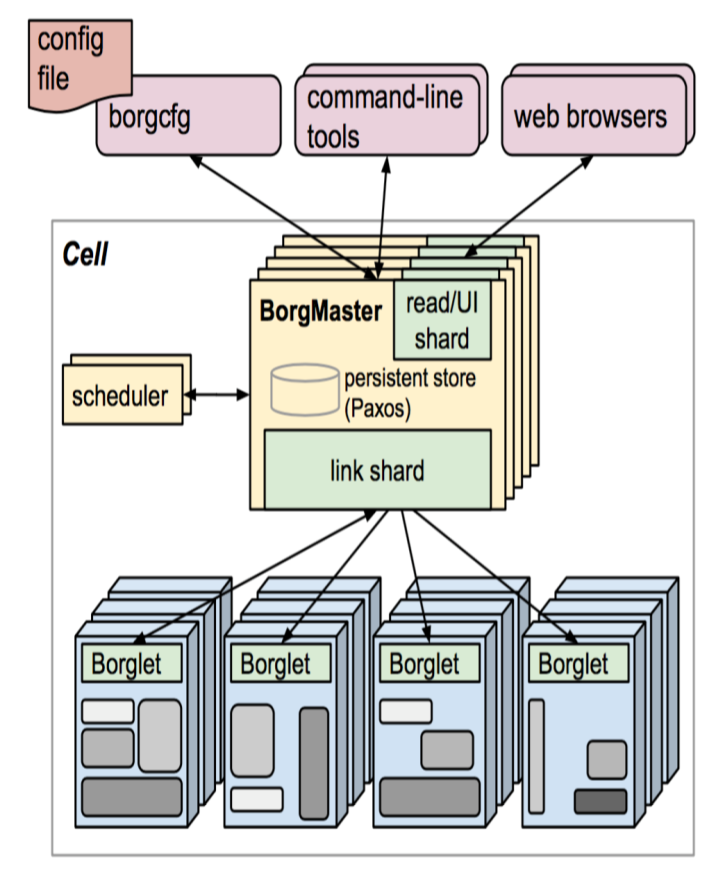 config
file
borgcfg
command-line
tools
web browsers
Cell
BorgMaster
read/UI
shard
persistent store
(Paxos)
scheduler
link shard
Borglet
Borglet
Borglet
Borglet